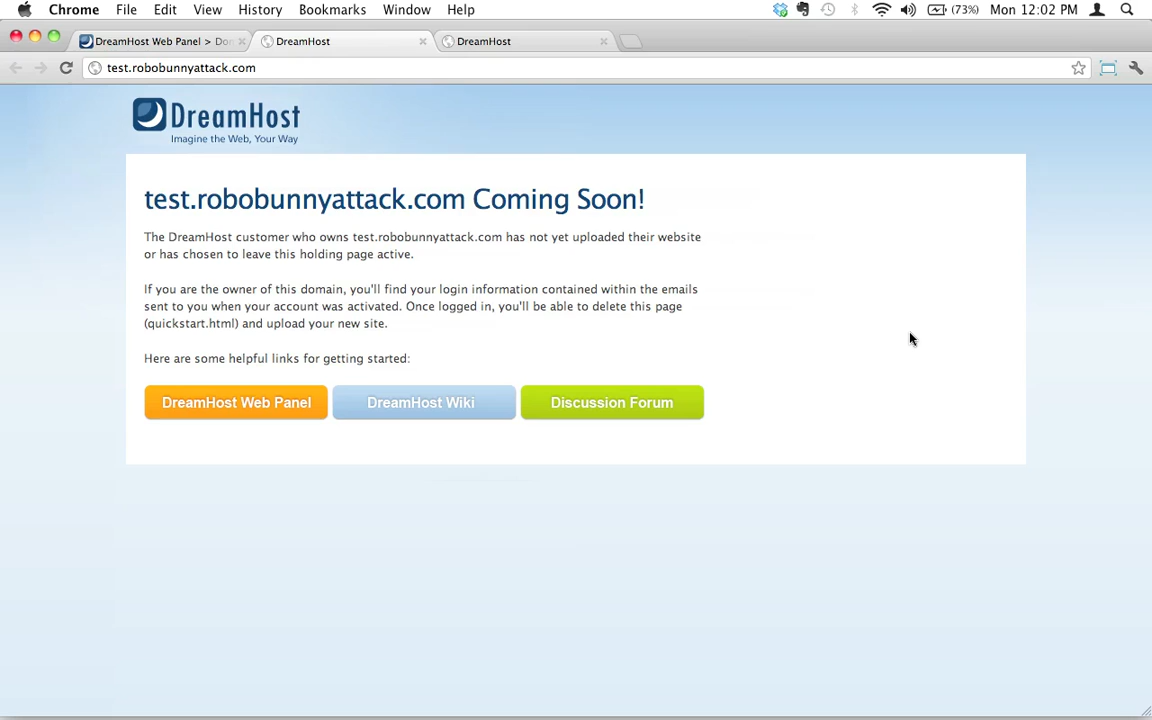 Chrome File Edit View History Bookmarks Window Help (73%) Mon 12:02 PM
DreamHost Web Panel > Don DreamHost DreamHost
test.robobunnyattack.com
DreamHost
Imagine the Web, Your Way
test.robobunnyattack.com Coming Soon!
The DreamHost customer who owns test.robobunnyattack.com has not yet uploaded their website
or has chosen to leave this holding page active.
If you are the owner of this domain, you'll find your login information contained within the emails
sent to you when your account was activated. Once logged in, you'll be able to delete this page
(quickstart.html) and upload your new site.
Here are some helpful links for getting started:
DreamHost Web Panel DreamHost Wiki Discussion Forum